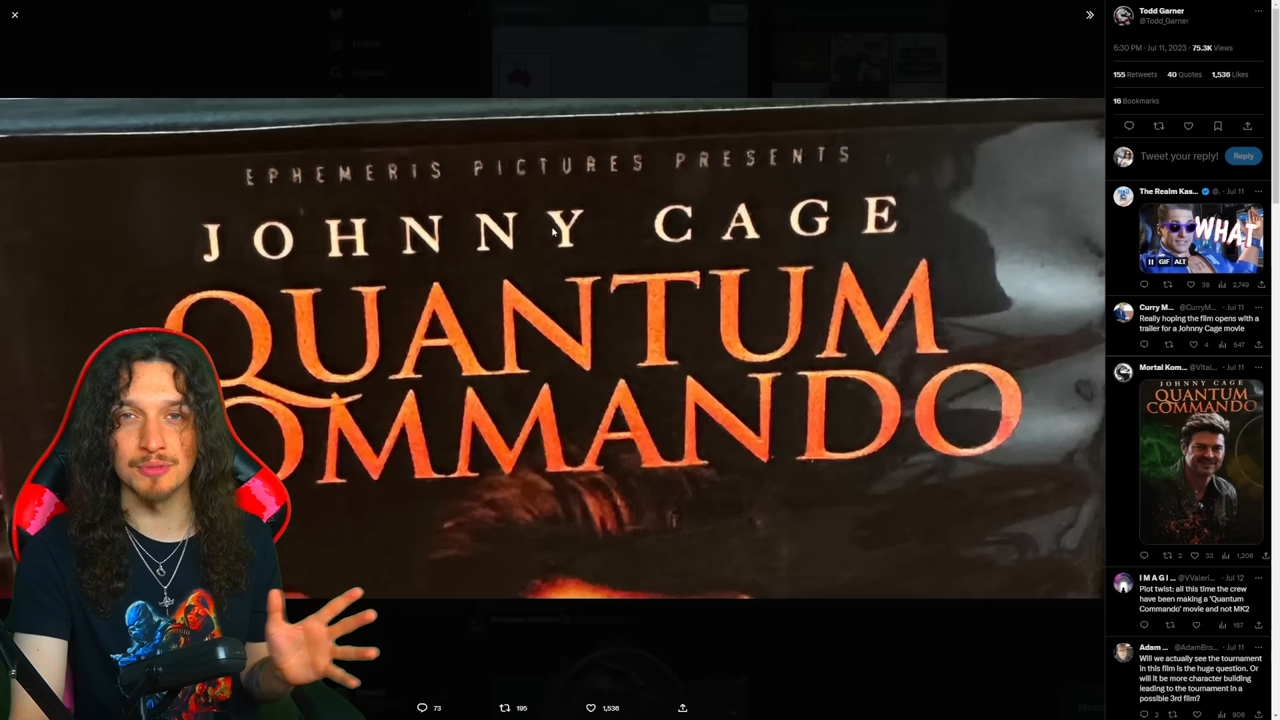 EPHEMERIS PICTURES PRESENTS
JOHNNY CAGE
QUANTUM
COMMANDO
73
195
1,536
Todd Garner
@Todd_Garner
6:30 PM · Jul 11, 2023 · 75.3K Views
155 Retweets 40 Quotes 1,536 Likes
16 Bookmarks
Tweet your reply!
Reply
The Realm Kas... @. · Jul 11
WHAT
GIF ALT
38 2,749
Curry M... @CurryM... · Jul 11
Really hoping the film opens with a
trailer for a Johnny Cage movie
4 547
Mortal Kom... @Vital... · Jul 11
JOHNNY CAGE
QUANTUM
COMMANDO
2 33 1,206
I M A G I ... @VValeri... · Jul 12
Plot twist: all this time the crew
have been making a 'Quantum
Commando' movie and not MK2
157
Adam ... @AdamBro... · Jul 11
Will we actually see the tournament
in this film is the huge question. Or
will it be more character building
leading to the tournament in a
possible 3rd film?
2 906